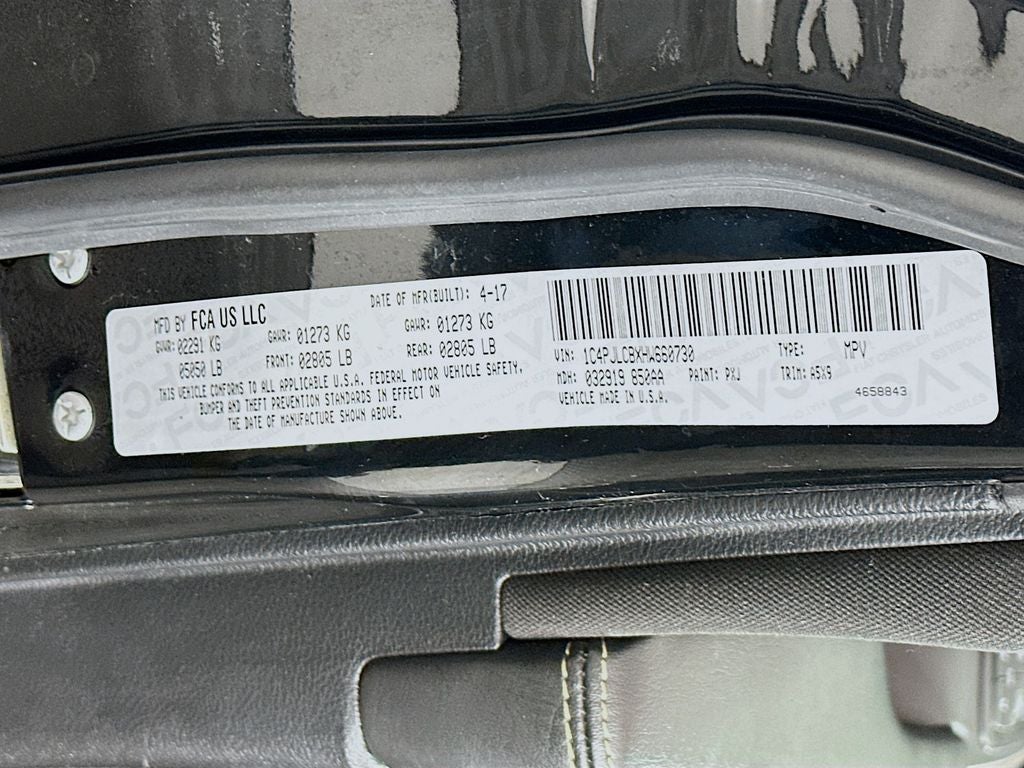 MFD BY FCA US LLC DATE OF MFR(BUILT): 4-17
GVWR: 02291 KG GAWR: 01273 KG GAWR: 01273 KG
05050 LB FRONT: 02805 LB REAR: 02805 LB
THIS VEHICLE CONFORMS TO ALL APPLICABLE U.S.A. FEDERAL MOTOR VEHICLE SAFETY,
BUMPER AND THEFT PREVENTION STANDARDS IN EFFECT ON
THE DATE OF MANUFACTURE SHOWN ABOVE.
VIN: 1C4PJLCBXHW660730 TYPE: MPV
MDH: 032919 850AA PAINT: PXJ TRIM: A5X9
VEHICLE MADE IN U.S.A. 4658843